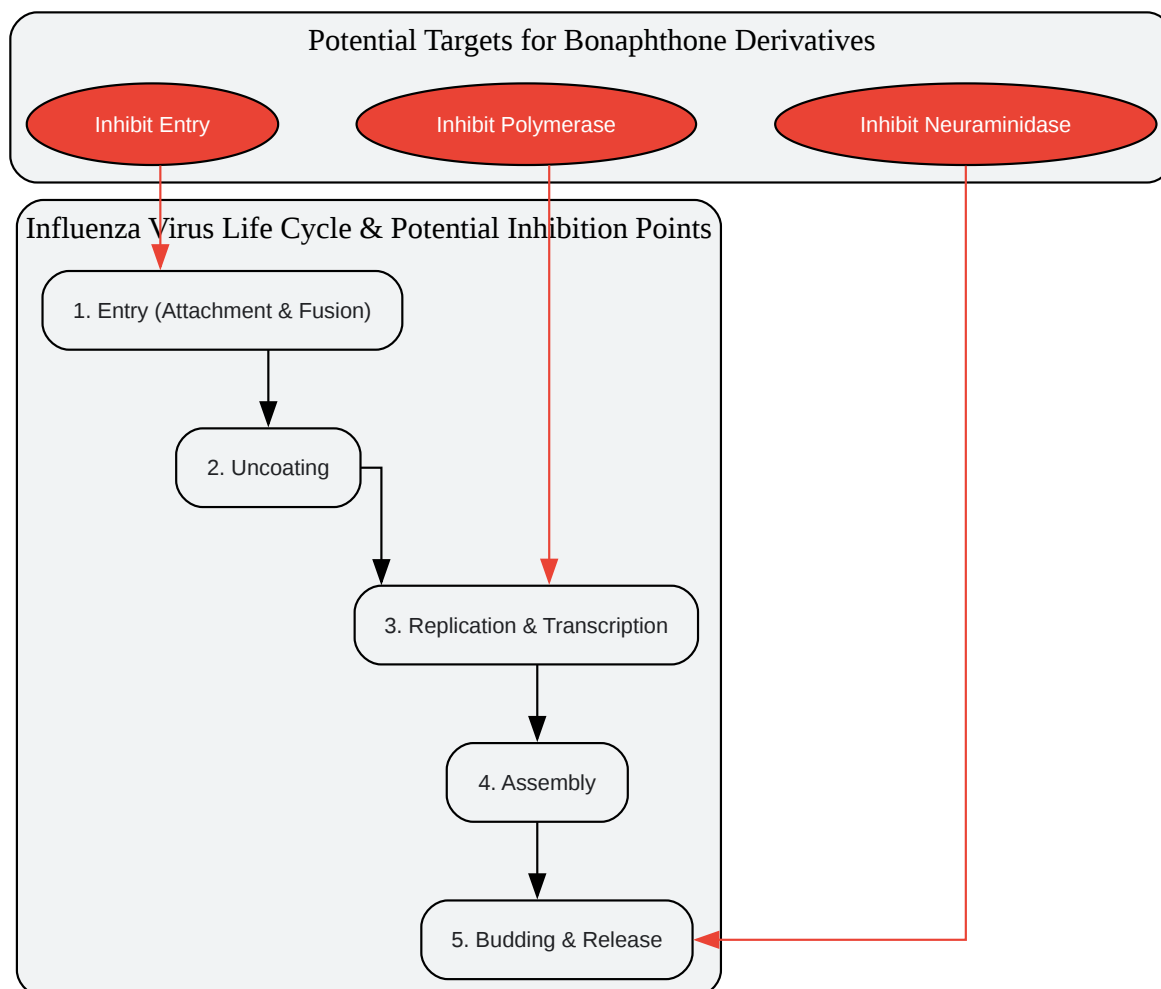 Potential Targets for Bonaphthone Derivatives
Inhibit Entry
Inhibit Polymerase
Inhibit Neuraminidase
Influenza Virus Life Cycle & Potential Inhibition Points
1. Entry (Attachment & Fusion)
2. Uncoating
3. Replication & Transcription
4. Assembly
5. Budding & Release